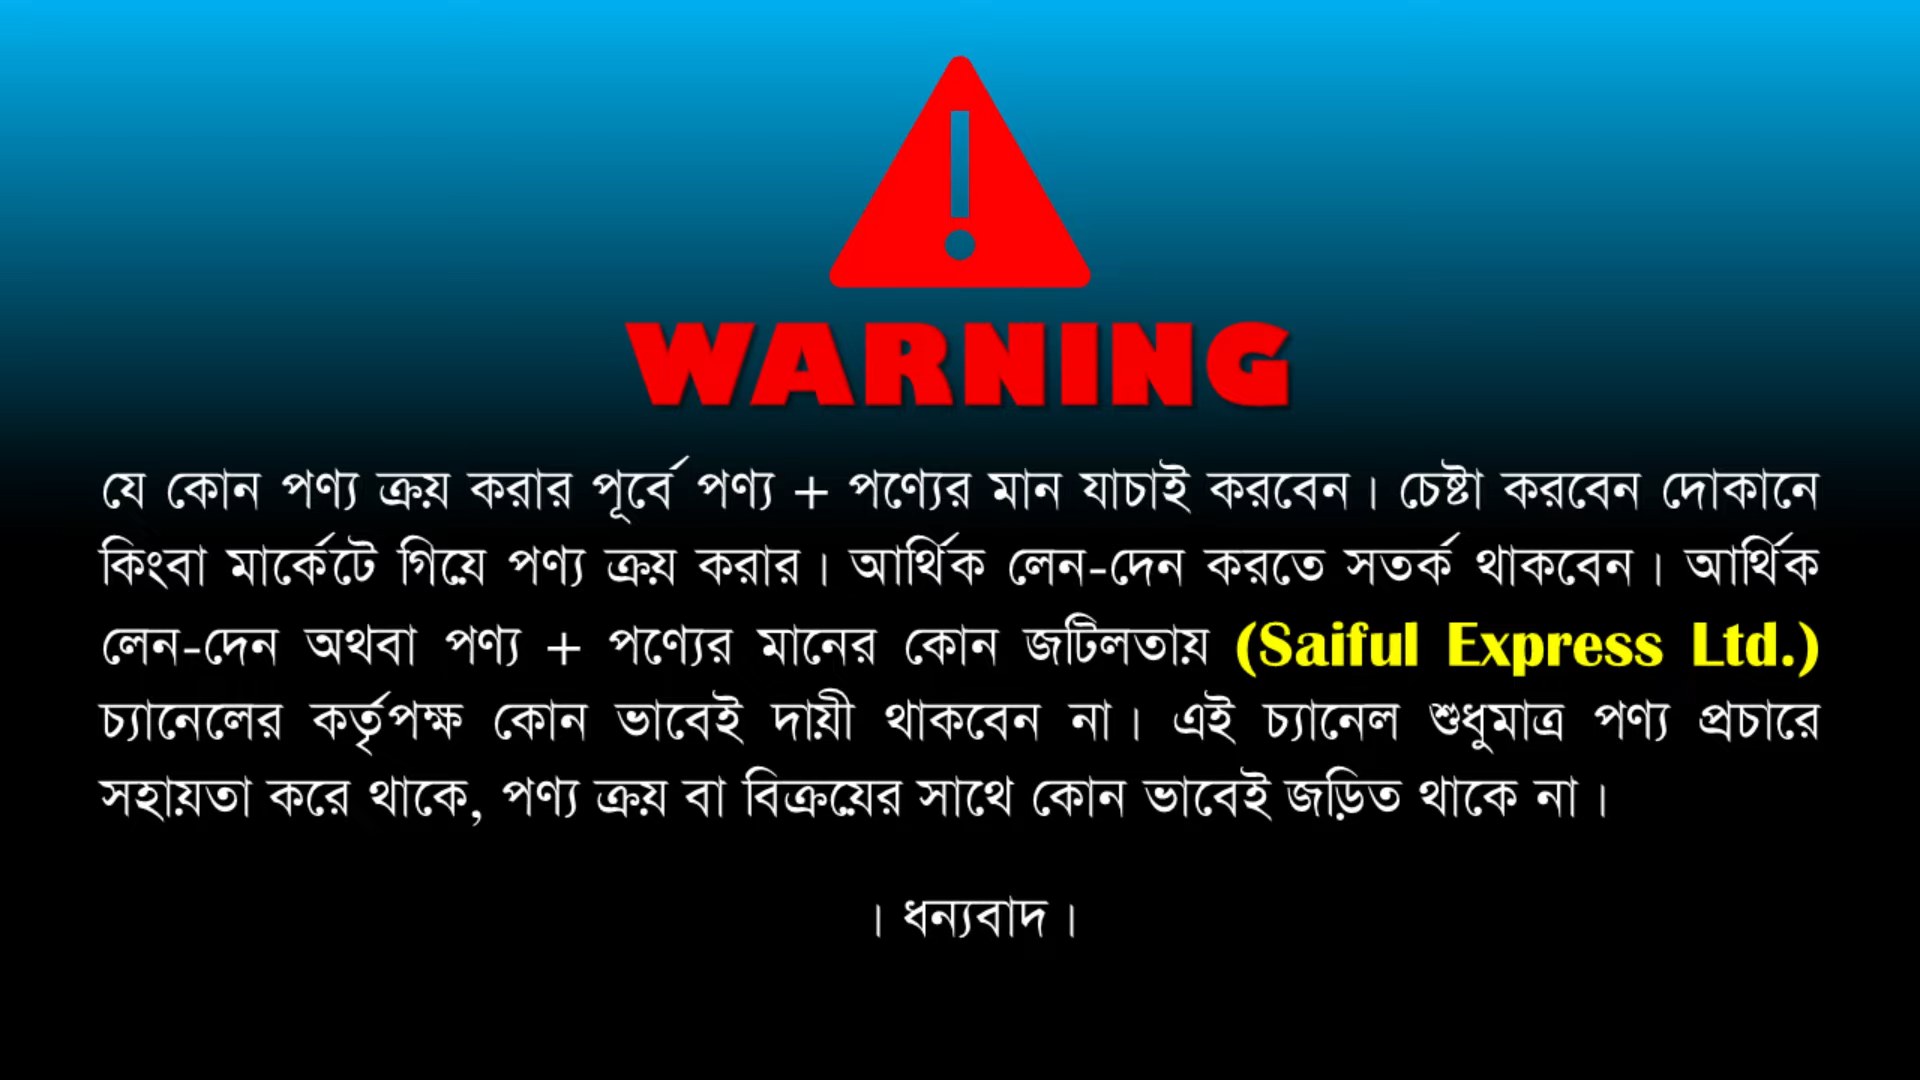 WARNING
যে কোন পণ্য ক্রয় করার পূর্বে পণ্য + পণ্যের মান যাচাই করবেন। চেষ্টা করবেন দোকানে
কিংবা মার্কেটে গিয়ে পণ্য ক্রয় করার। আর্থিক লেন-দেন করতে সতর্ক থাকবেন। আর্থিক
লেন-দেন অথবা পণ্য + পণ্যের মানের কোন জটিলতায় (Saiful Express Ltd.)
চ্যানেলের কর্তৃপক্ষ কোন ভাবেই দায়ী থাকবেন না। এই চ্যানেল শুধুমাত্র পণ্য প্রচারে
সহায়তা করে থাকে, পণ্য ক্রয় বা বিক্রয়ের সাথে কোন ভাবেই জড়িত থাকে না।
। ধন্যবাদ।